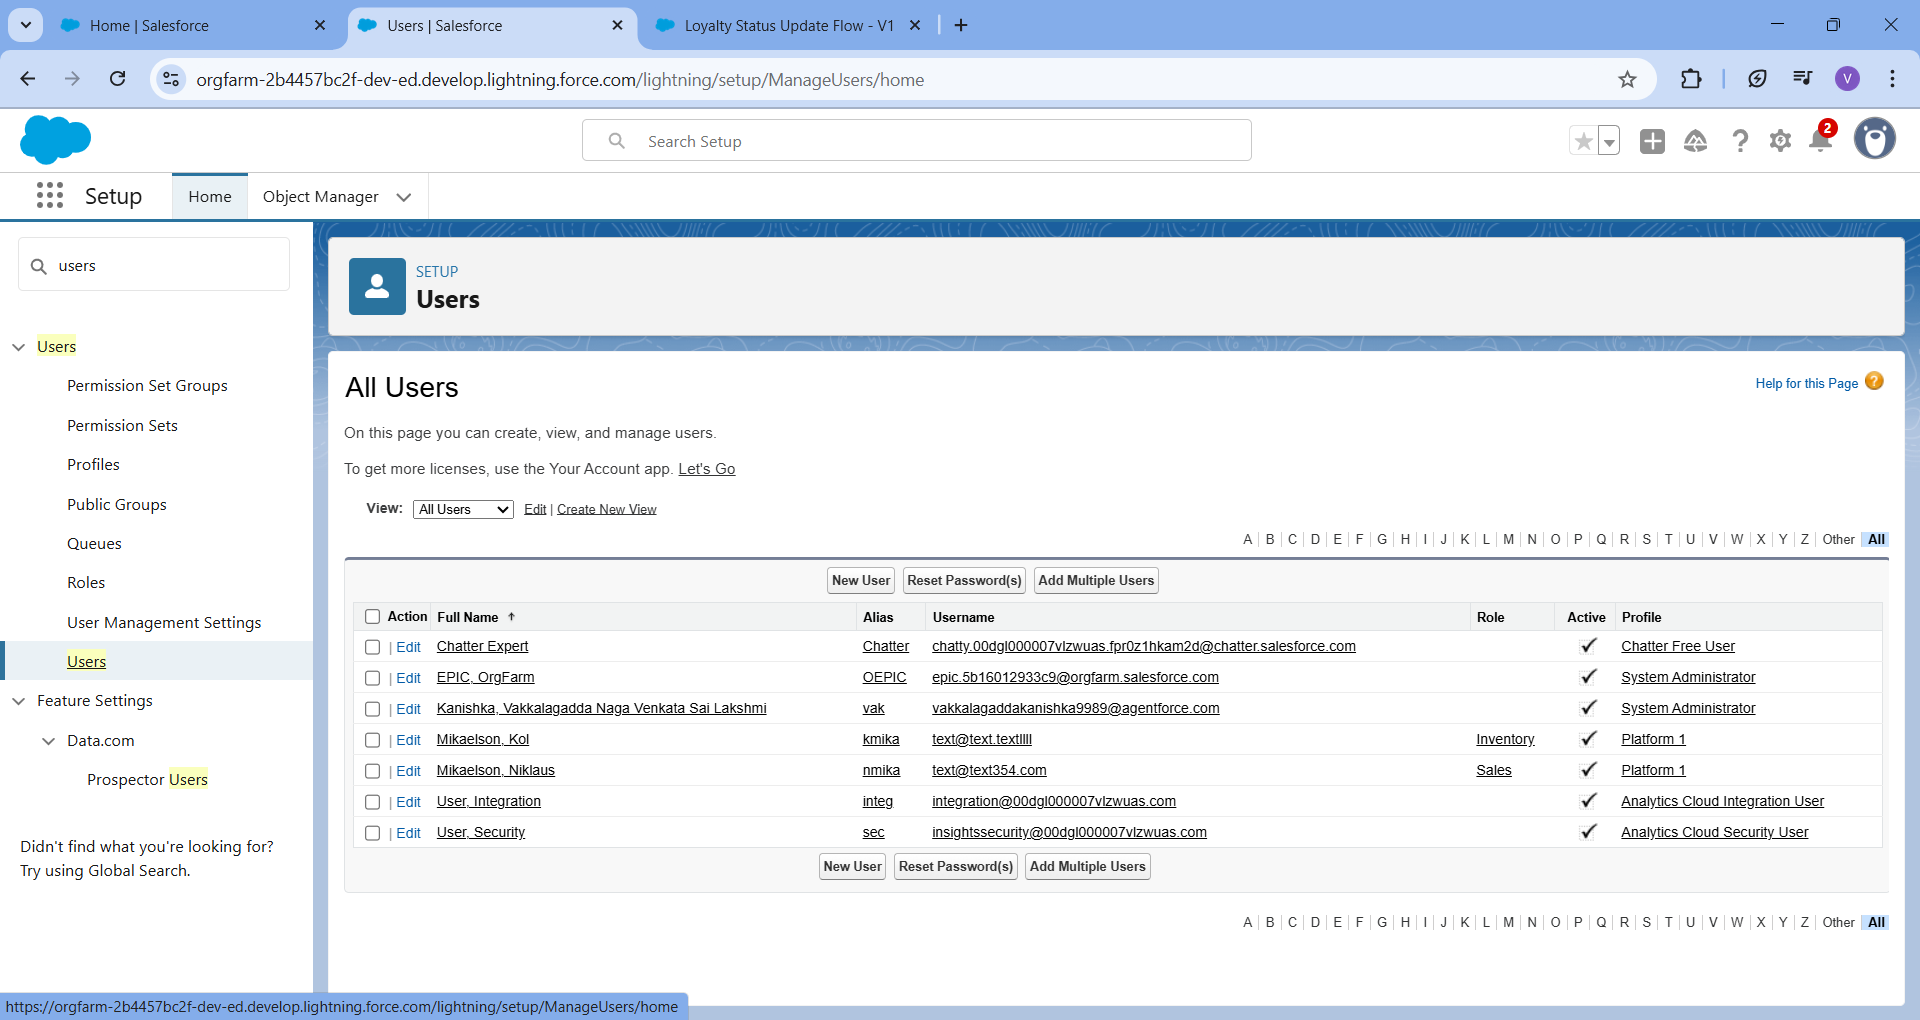 Home | Salesforce
Users | Salesforce
Loyalty Status Update Flow - V1
orgfarm-2b4457bc2f-dev-ed.develop.lightning.force.com/lightning/setup/ManageUsers/home
V
Search Setup
2
Setup
Home
Object Manager
users
SETUP
Users
Users
Permission Set Groups
Permission Sets
Profiles
Public Groups
Queues
Roles
User Management Settings
Users
Feature Settings
Data.com
Prospector Users
Didn't find what you're looking for?
Try using Global Search.
All Users
Help for this Page ?
On this page you can create, view, and manage users.
To get more licenses, use the Your Account app. Let's Go
View: All Users Edit | Create New View
A | B | C | D | E | F | G | H | I | J | K | L | M | N | O | P | Q | R | S | T | U | V | W | X | Y | Z | Other All
New User Reset Password(s) Add Multiple Users
Action Full Name ↑ Alias Username Role Active Profile
| Edit Chatter Expert Chatter chatty.00dgl000007vlzwuas.fpr0z1hkam2d@chatter.salesforce.com Chatter Free User
| Edit EPIC, OrgFarm OEPIC epic.5b16012933c9@orgfarm.salesforce.com System Administrator
| Edit Kanishka, Vakkalagadda Naga Venkata Sai Lakshmi vak vakkalagaddakanishka9989@agentforce.com System Administrator
| Edit Mikaelson, Kol kmika text@text.textllll Inventory Platform 1
| Edit Mikaelson, Niklaus nmika text@text354.com Sales Platform 1
| Edit User, Integration integ integration@00dgl000007vlzwuas.com Analytics Cloud Integration User
| Edit User, Security sec insightssecurity@00dgl000007vlzwuas.com Analytics Cloud Security User
New User Reset Password(s) Add Multiple Users
A | B | C | D | E | F | G | H | I | J | K | L | M | N | O | P | Q | R | S | T | U | V | W | X | Y | Z | Other All
https://orgfarm-2b4457bc2f-dev-ed.develop.lightning.force.com/lightning/setup/ManageUsers/home